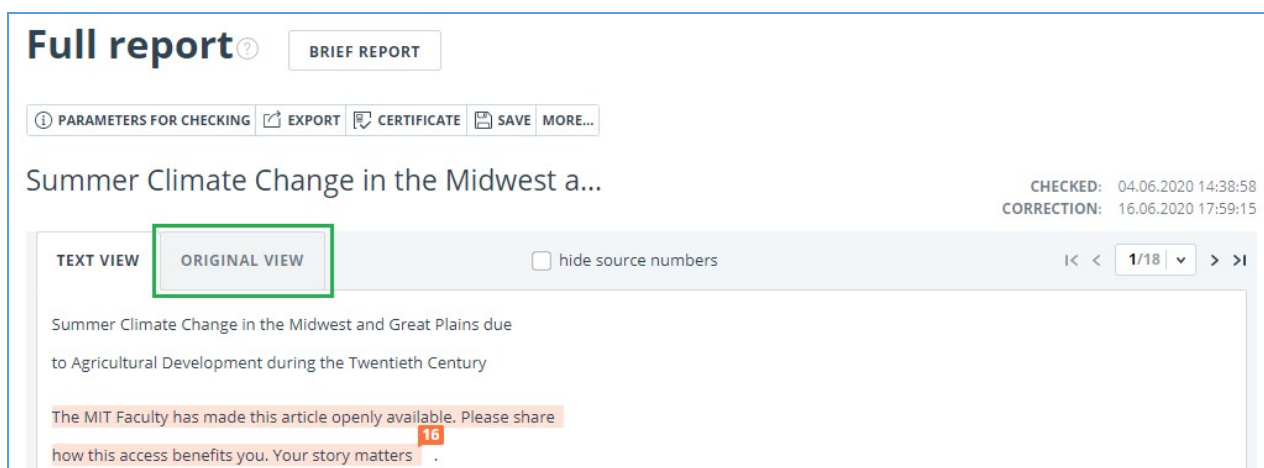 Full report ?
BRIEF REPORT
PARAMETERS FOR CHECKING EXPORT CERTIFICATE SAVE MORE...
Summer Climate Change in the Midwest a...
CHECKED: 04.06.2020 14:38:58
CORRECTION: 16.06.2020 17:59:15
TEXT VIEW ORIGINAL VIEW hide source numbers 1/18
Summer Climate Change in the Midwest and Great Plains due
to Agricultural Development during the Twentieth Century
The MIT Faculty has made this article openly available. Please share
how this access benefits you. Your story matters 16 .